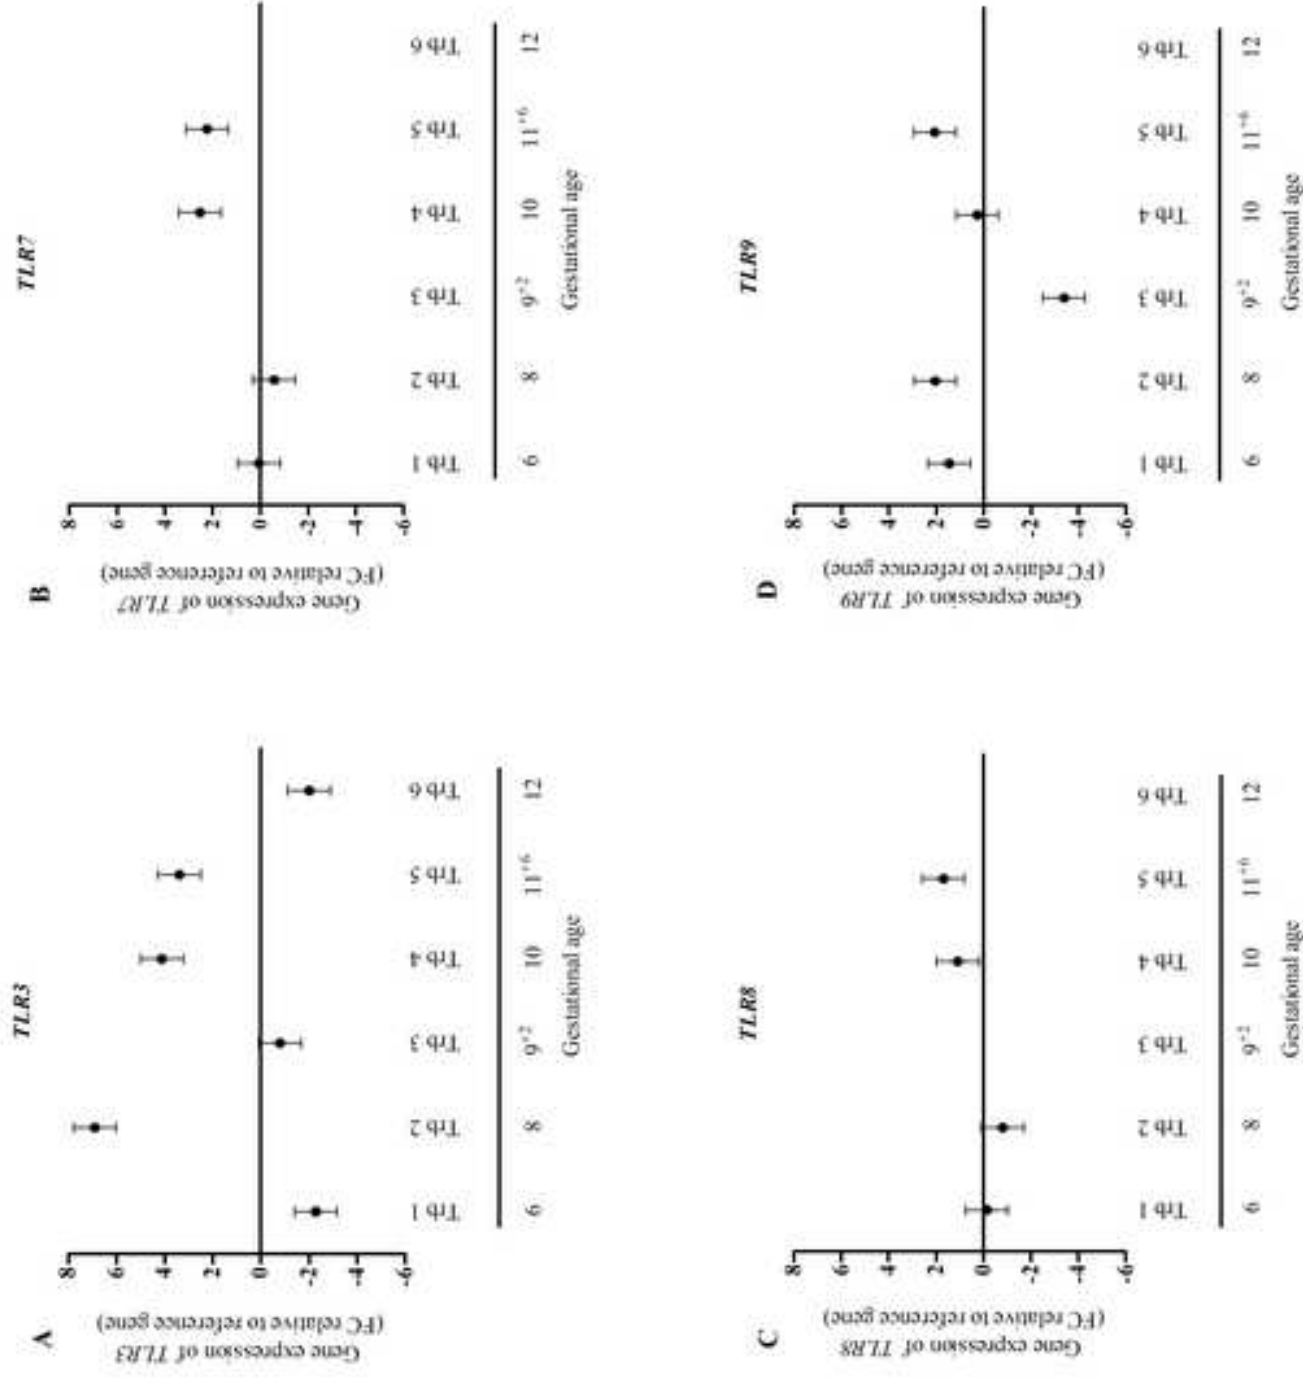 A
TLR3
Gene expression of TLR3
(FC relative to reference gene)
8
6
4
2
0
-2
-4
-6
Trb 1 Trb 2 Trb 3 Trb 4 Trb 5 Trb 6
6 8 9+2 10 11+6 12
Gestational age
B
TLR7
Gene expression of TLR7
(FC relative to reference gene)
8
6
4
2
0
-2
-4
-6
Trb 1 Trb 2 Trb 3 Trb 4 Trb 5 Trb 6
6 8 9+2 10 11+6 12
Gestational age
C
TLR8
Gene expression of TLR8
(FC relative to reference gene)
8
6
4
2
0
-2
-4
-6
Trb 1 Trb 2 Trb 3 Trb 4 Trb 5 Trb 6
6 8 9+2 10 11+6 12
Gestational age
D
TLR9
Gene expression of TLR9
(FC relative to reference gene)
8
6
4
2
0
-2
-4
-6
Trb 1 Trb 2 Trb 3 Trb 4 Trb 5 Trb 6
6 8 9+2 10 11+6 12
Gestational age